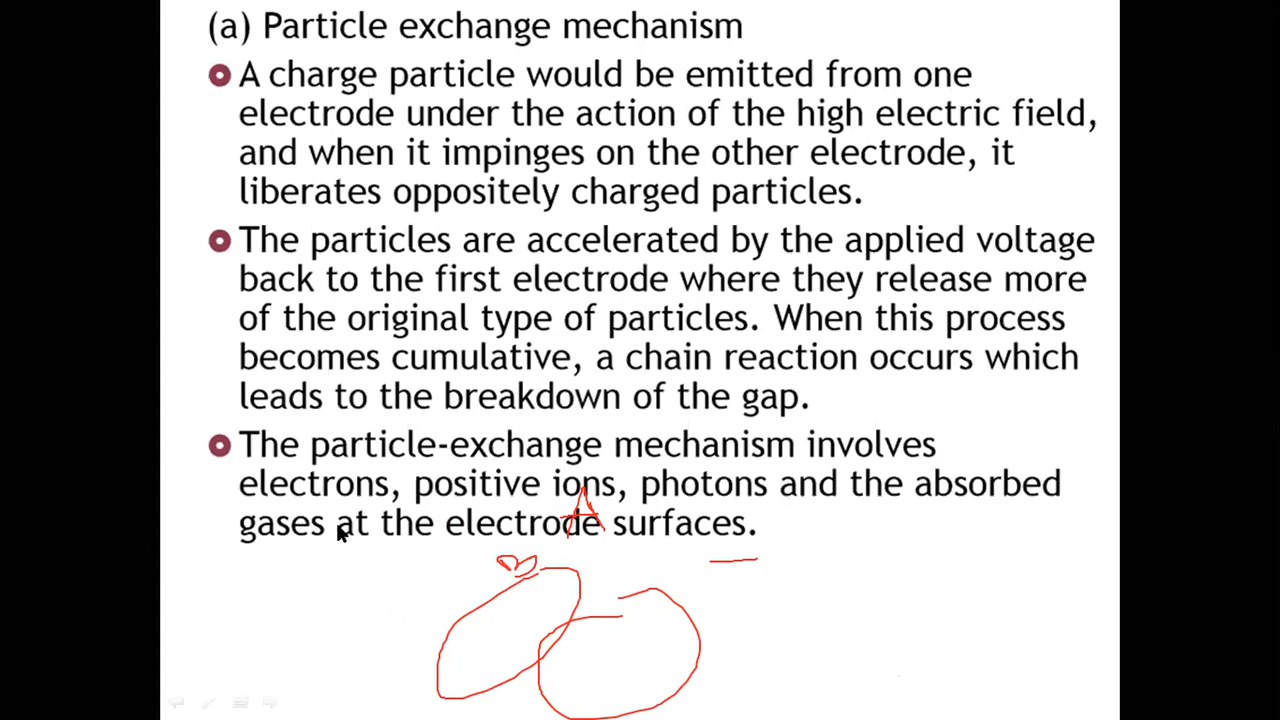 (a) Particle exchange mechanism
A charge particle would be emitted from one
electrode under the action of the high electric field,
and when it impinges on the other electrode, it
liberates oppositely charged particles.
The particles are accelerated by the applied voltage
back to the first electrode where they release more
of the original type of particles. When this process
becomes cumulative, a chain reaction occurs which
leads to the breakdown of the gap.
The particle-exchange mechanism involves
electrons, positive ions, photons and the absorbed
gases at the electrode surfaces.
A
B